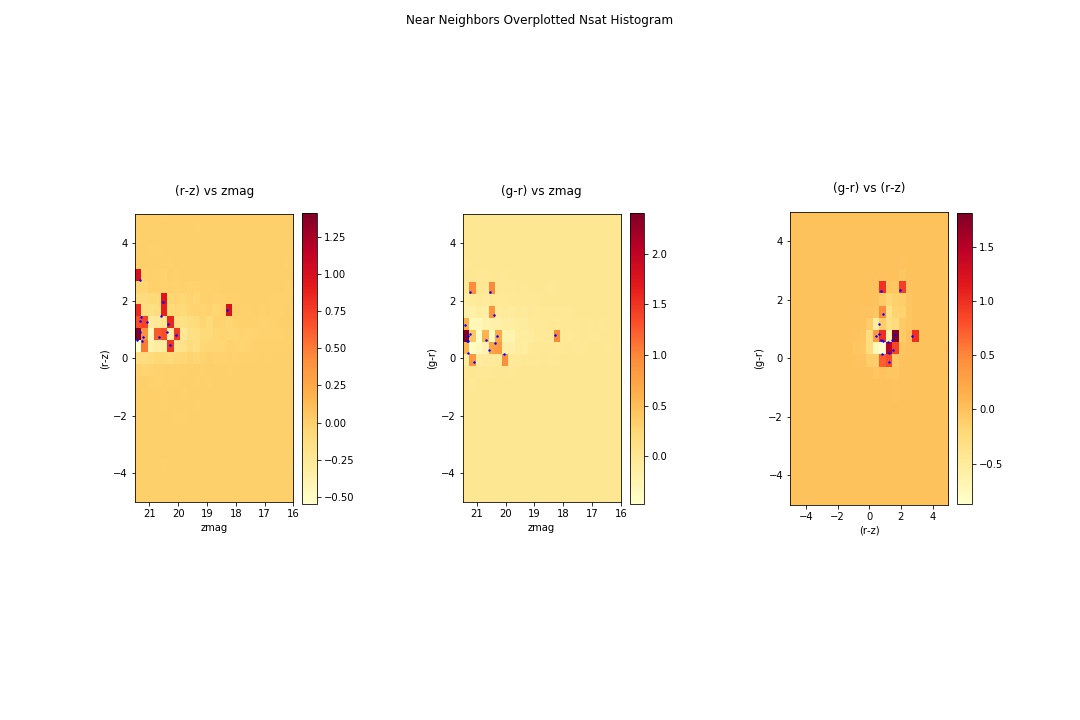 Near Neighbors Overplotted Nsat Histogram
(r-z) vs zmag
(r-z)
4
2
0
−2
−4
21 20 19 18 17 16
zmag
1.25
1.00
0.75
0.50
0.25
0.00
−0.25
−0.50
(g-r) vs zmag
(g-r)
4
2
0
−2
−4
21 20 19 18 17 16
zmag
2.0
1.5
1.0
0.5
0.0
(g-r) vs (r-z)
(g-r)
4
2
0
−2
−4
−4 −2 0 2 4
(r-z)
1.5
1.0
0.5
0.0
−0.5